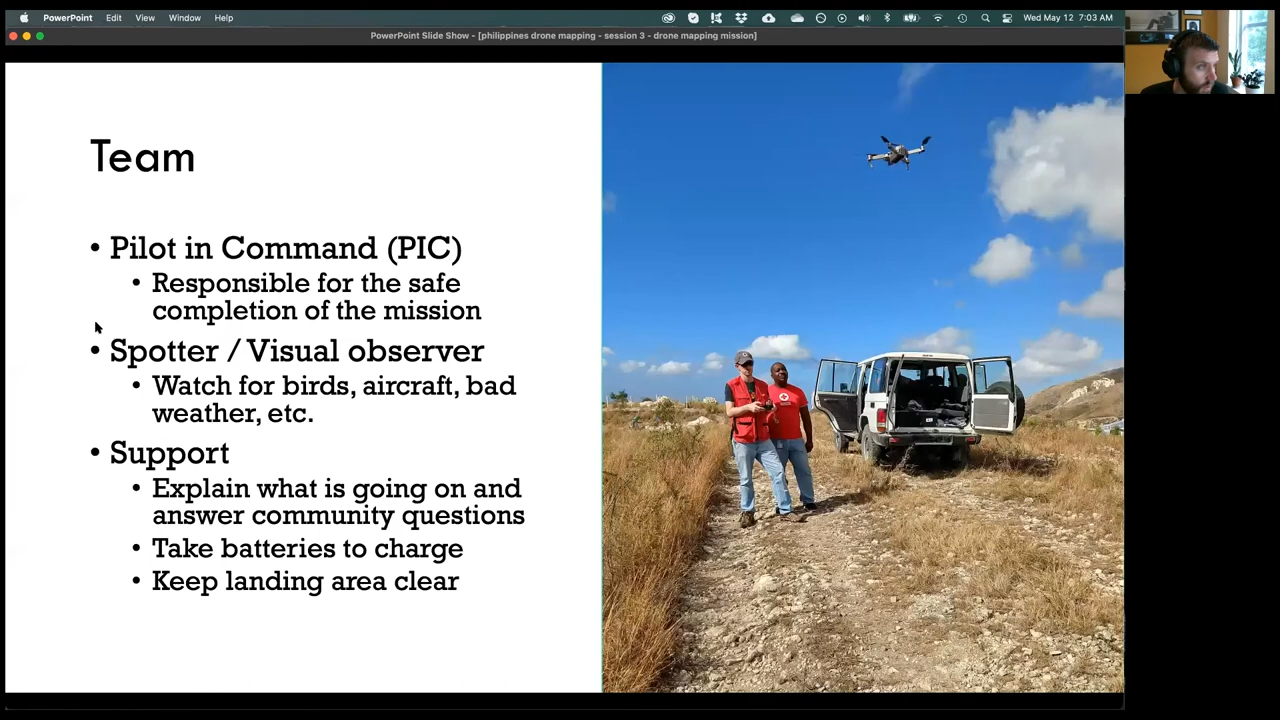 PowerPoint Edit View Window Help Wed May 12 7:03 AM
PowerPoint Slide Show - [philippines drone mapping - session 3 - drone mapping mission]
Team
• Pilot in Command (PIC)
• Responsible for the safe
completion of the mission
• Spotter / Visual observer
• Watch for birds, aircraft, bad
weather, etc.
• Support
• Explain what is going on and
answer community questions
• Take batteries to charge
• Keep landing area clear